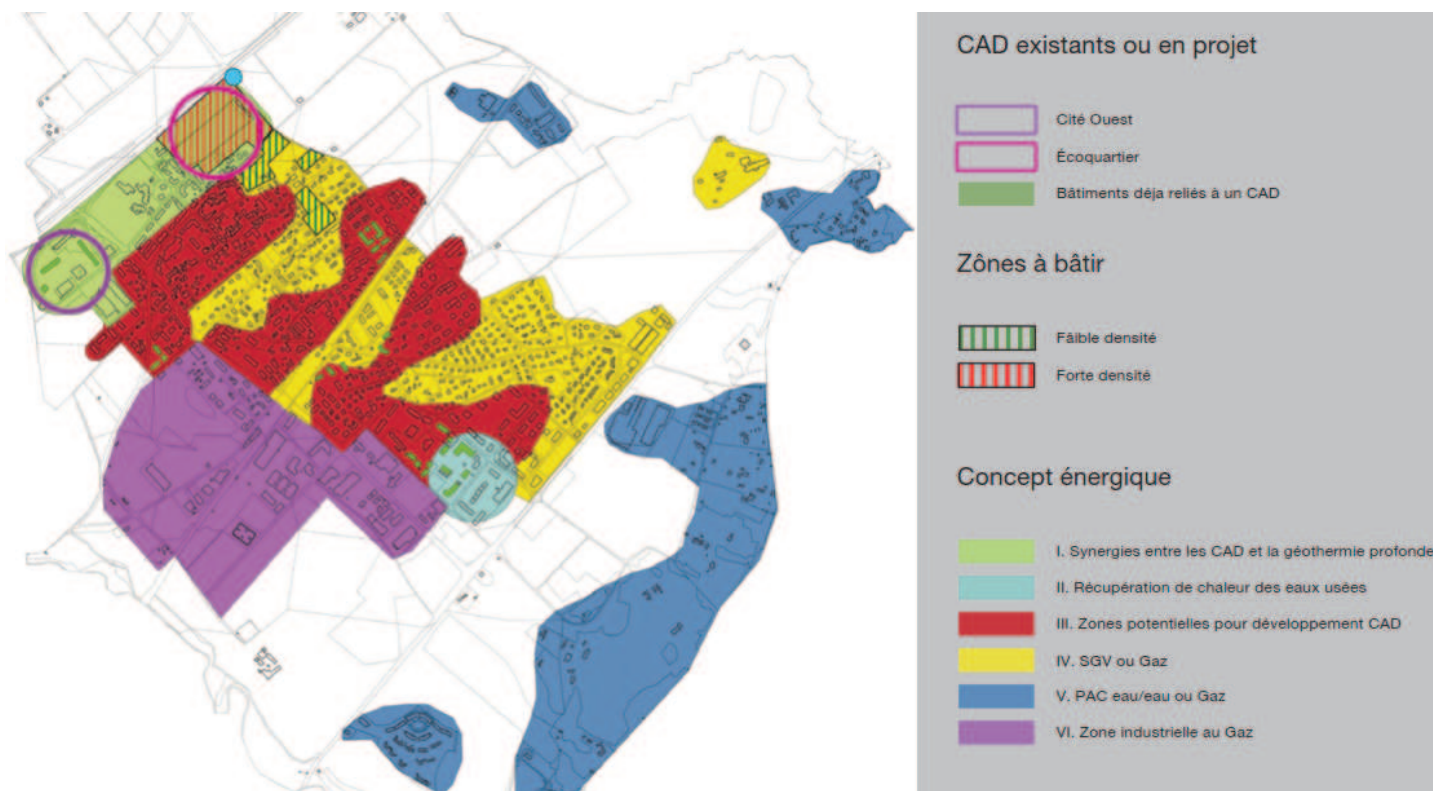 CAD existants ou en projet
Cité Ouest
Écoquartier
Bâtiments déja reliés à un CAD
Zônes à bâtir
Fâible densité
Forte densité
Concept énergique
I. Synergies entre les CAD et la géothermie profonde
II. Récupération de chaleur des eaux usées
III. Zones potentielles pour développement CAD
IV. SGV ou Gaz
V. PAC eau/eau ou Gaz
VI. Zone industrielle au Gaz